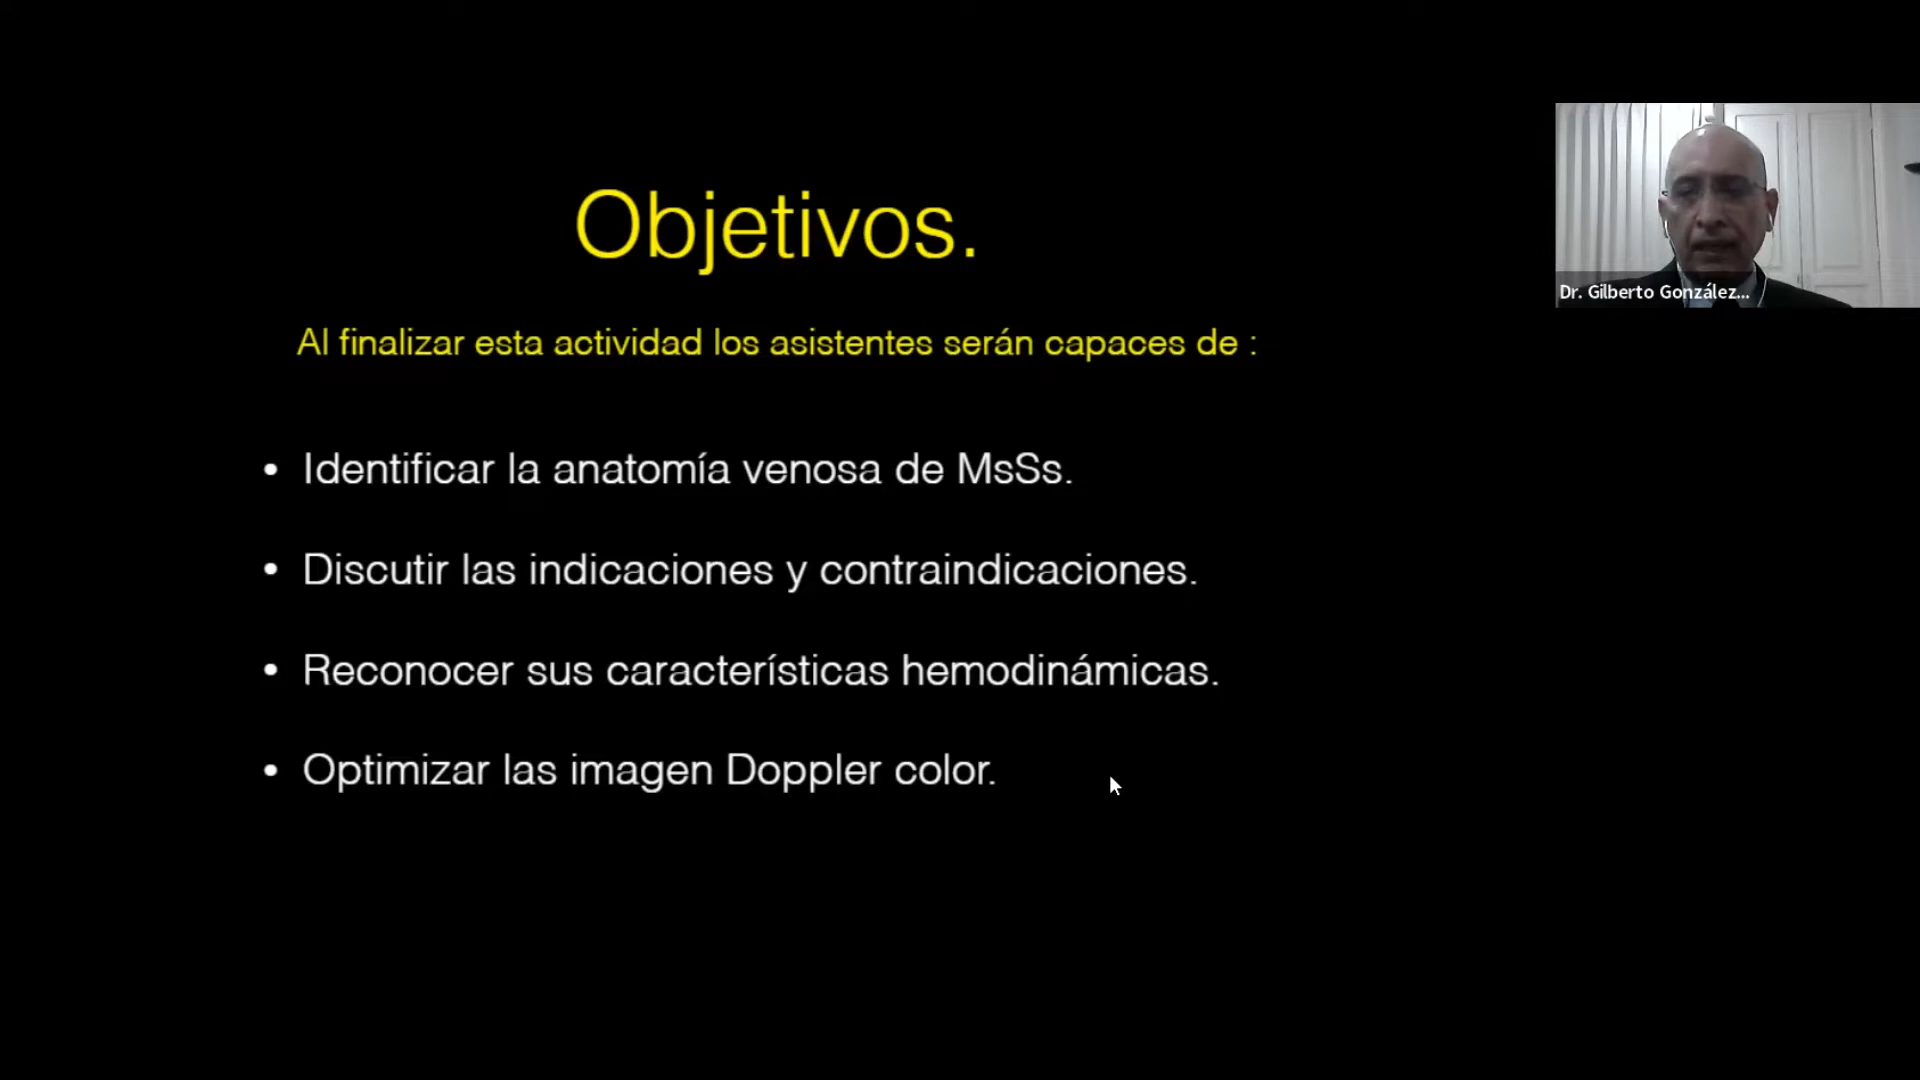 Objetivos.
Al finalizar esta actividad los asistentes serán capaces de :
• Identificar la anatomía venosa de MsSs.
• Discutir las indicaciones y contraindicaciones.
• Reconocer sus características hemodinámicas.
• Optimizar las imagen Doppler color.
Dr. Gilberto González...